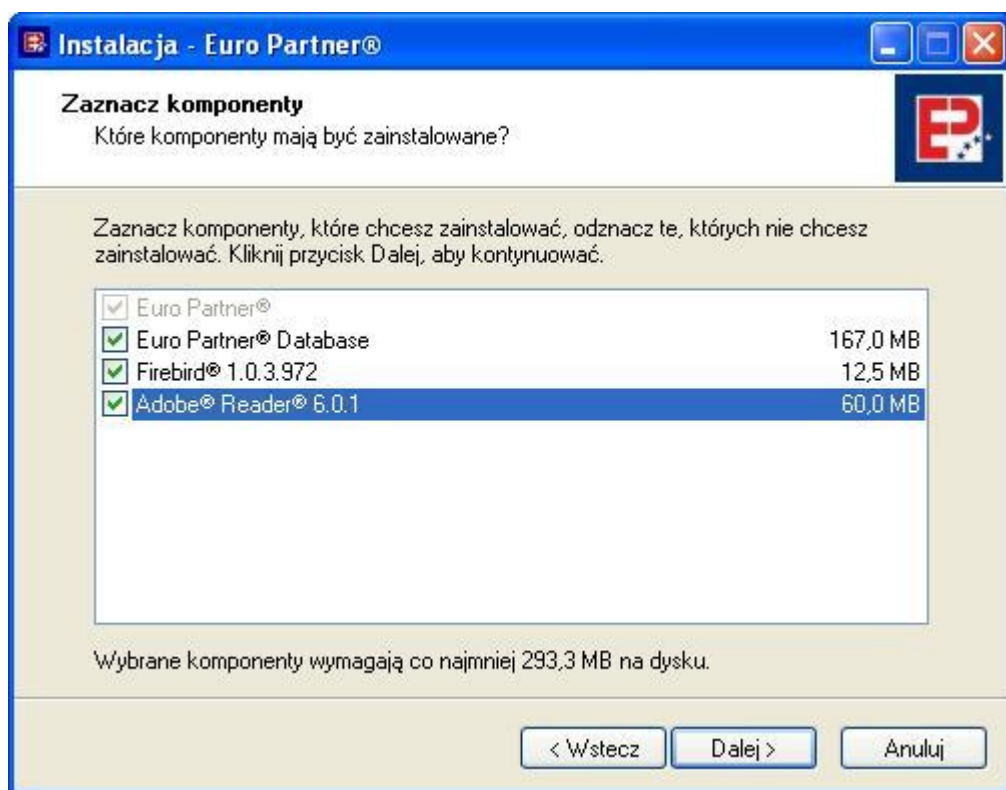 Instalacja - Euro Partner®
Zaznacz komponenty
Które komponenty mają być zainstalowane?
EP
Zaznacz komponenty, które chcesz zainstalować, odznacz te, których nie chcesz
zainstalować. Kliknij przycisk Dalej, aby kontynuować.
Euro Partner®
Euro Partner® Database 167,0 MB
Firebird® 1.0.3.972 12,5 MB
Adobe® Reader® 6.0.1 60,0 MB
Wybrane komponenty wymagają co najmniej 293,3 MB na dysku.
< Wstecz Dalej > Anuluj